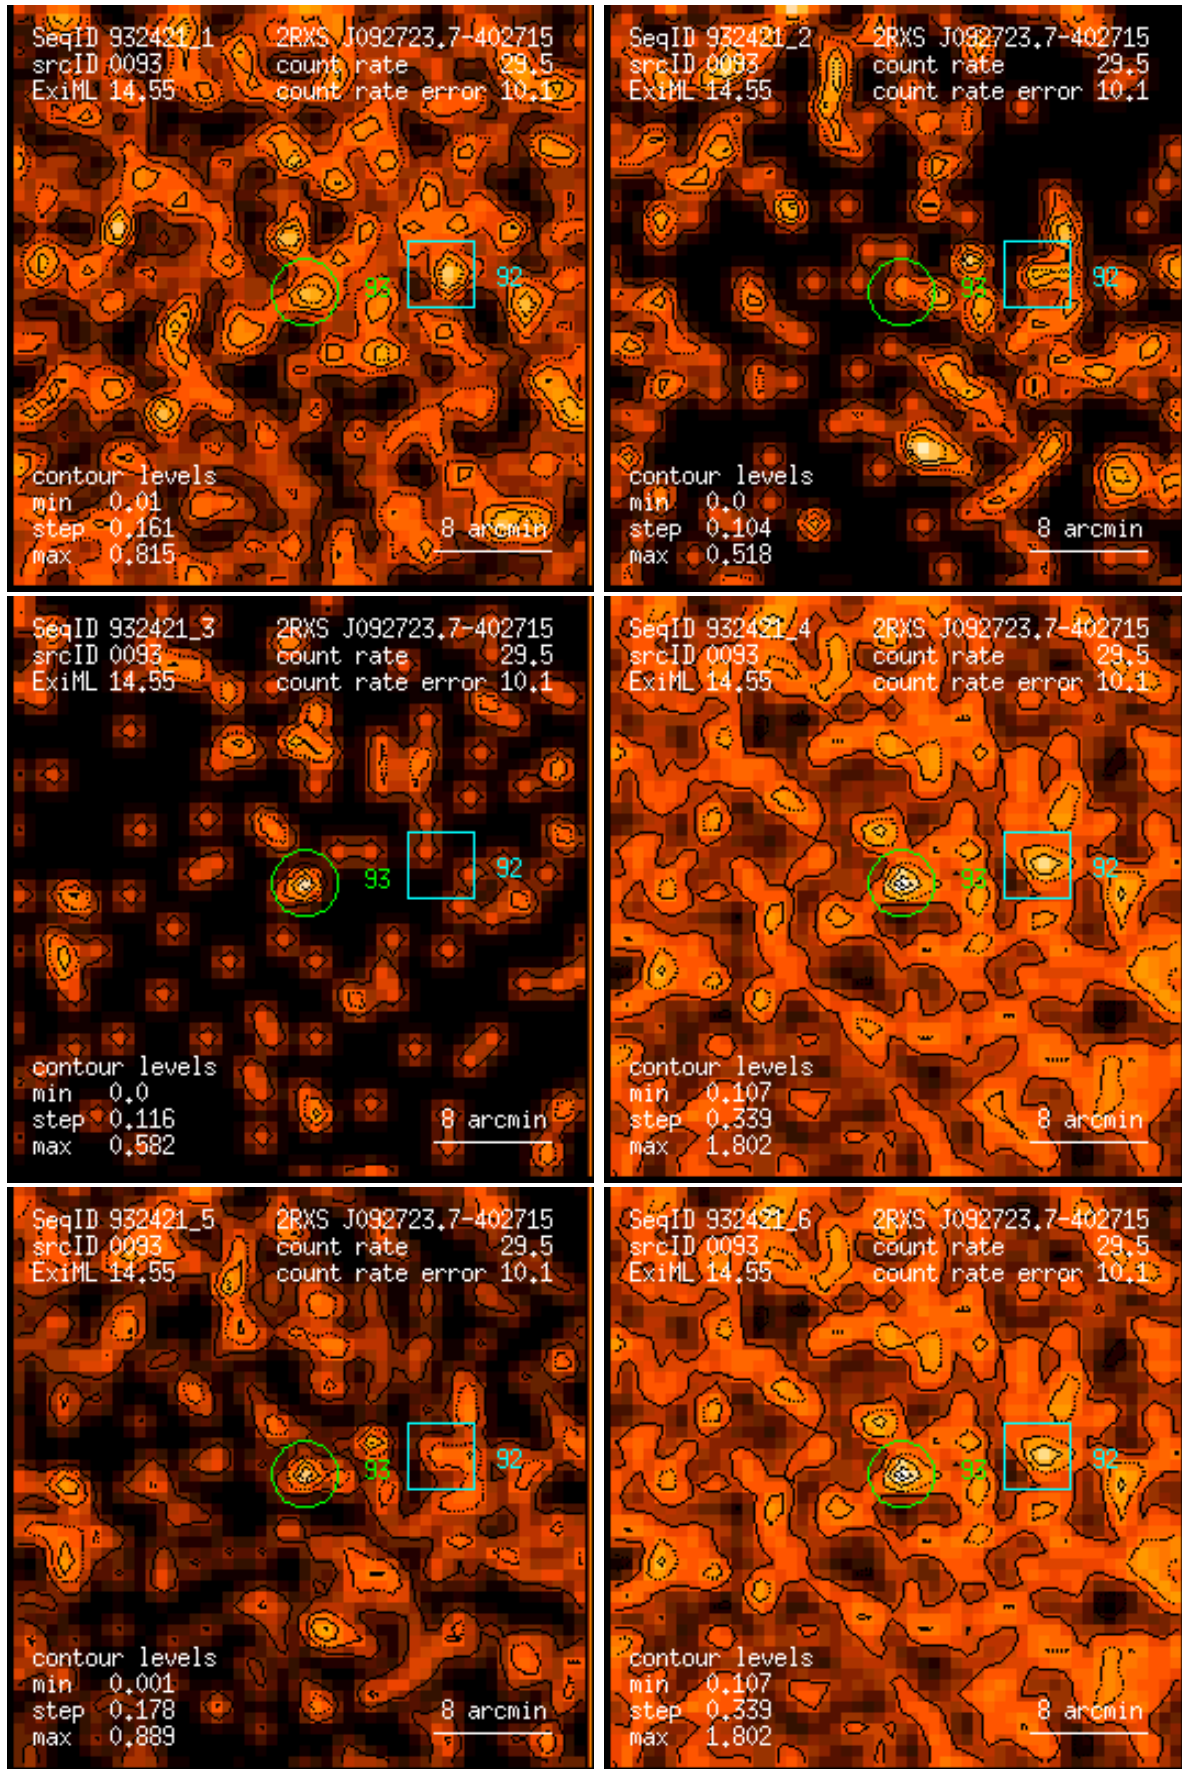 SeqID 932421_1 2RXS J092723.7-402715
srcID 0093 count rate 29.5
ExiML 14.55 count rate error 10.1
93
92
contour levels
min 0.01
step 0.161 8 arcmin
max 0.815
SeqID 932421_2 2RXS J092723.7-402715
srcID 0093 count rate 29.5
ExiML 14.55 count rate error 10.1
93
92
contour levels
min 0.0
step 0.104 8 arcmin
max 0.518
SeqID 932421_3 2RXS J092723.7-402715
srcID 0093 count rate 29.5
ExiML 14.55 count rate error 10.1
93
92
contour levels
min 0.0
step 0.116 8 arcmin
max 0.582
SeqID 932421_4 2RXS J092723.7-402715
srcID 0093 count rate 29.5
ExiML 14.55 count rate error 10.1
93
92
contour levels
min 0.107
step 0.339 8 arcmin
max 1.802
SeqID 932421_5 2RXS J092723.7-402715
srcID 0093 count rate 29.5
ExiML 14.55 count rate error 10.1
93
92
contour levels
min 0.001
step 0.178 8 arcmin
max 0.889
SeqID 932421_6 2RXS J092723.7-402715
srcID 0093 count rate 29.5
ExiML 14.55 count rate error 10.1
93
92
contour levels
min 0.107
step 0.339 8 arcmin
max 1.802